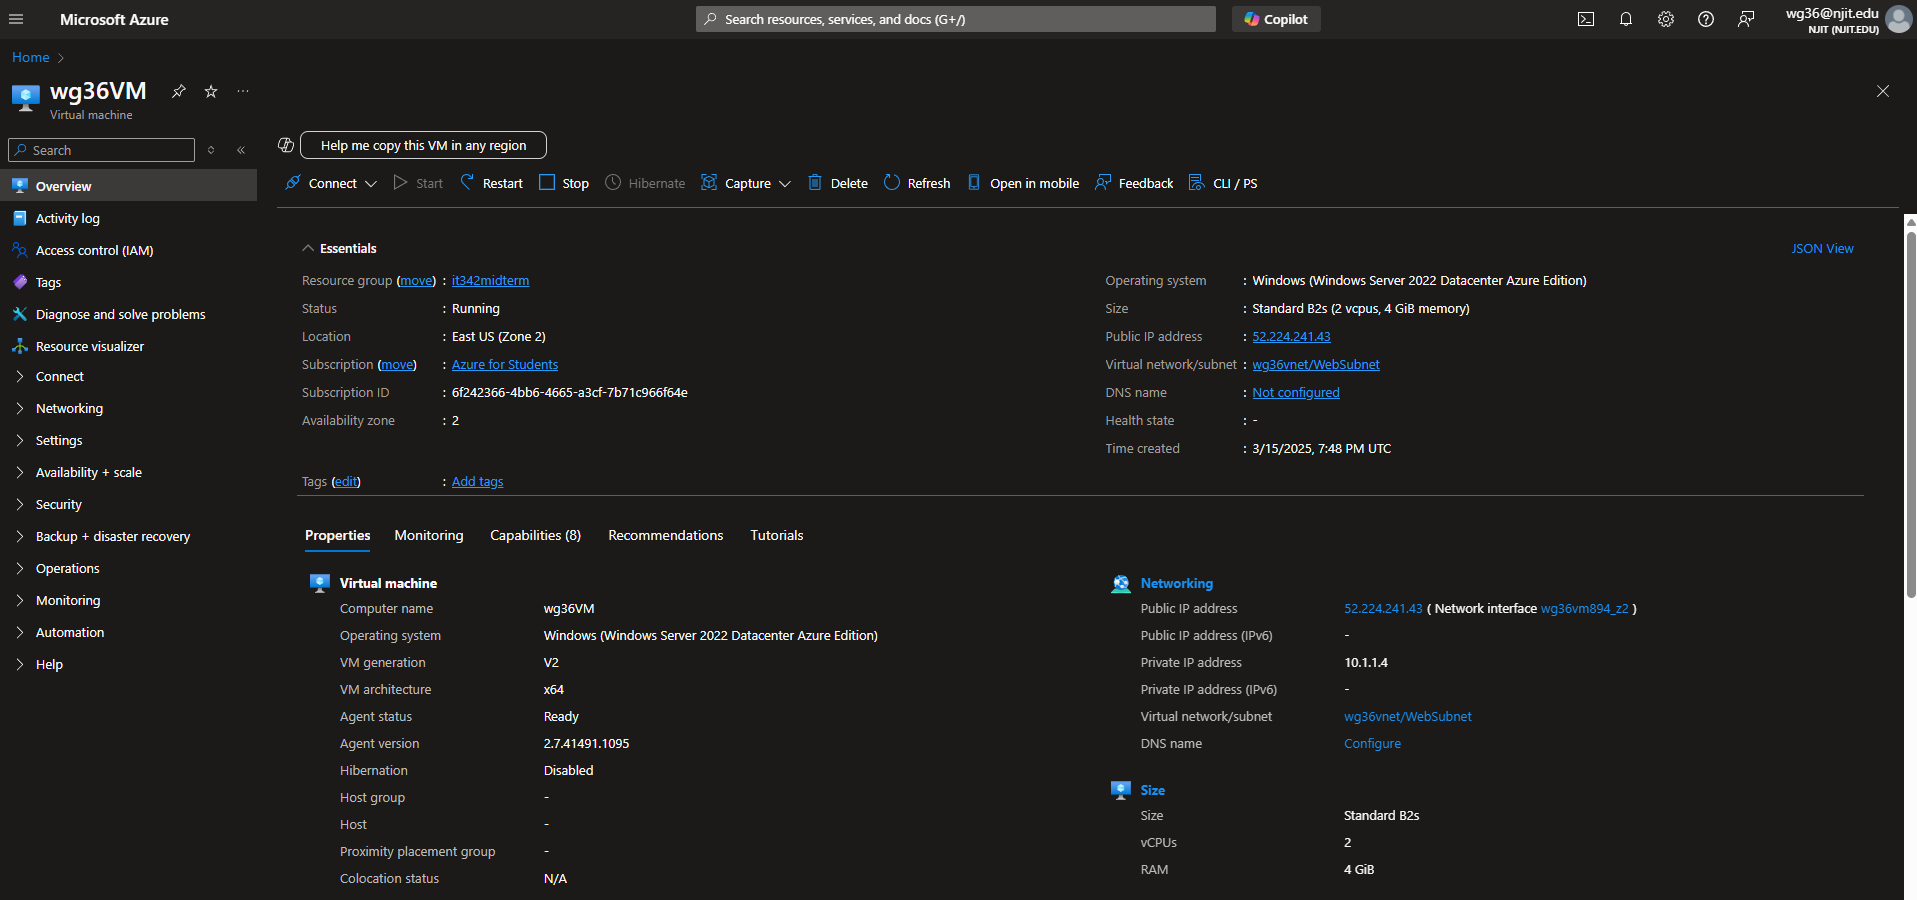 Microsoft Azure
Search resources, services, and docs (G+/)
Copilot
wg36@njit.edu
NJIT (NJIT.EDU)
Home
wg36VM
Virtual machine
Search
Help me copy this VM in any region
Connect Start Restart Stop Hibernate Capture Delete Refresh Open in mobile Feedback CLI / PS
Overview
Activity log
Access control (IAM)
Tags
Diagnose and solve problems
Resource visualizer
Connect
Networking
Settings
Availability + scale
Security
Backup + disaster recovery
Operations
Monitoring
Automation
Help
Essentials
JSON View
Resource group (move) : it342midterm
Status : Running
Location : East US (Zone 2)
Subscription (move) : Azure for Students
Subscription ID : 6f242366-4bb6-4665-a3cf-7b71c966f64e
Availability zone : 2
Operating system : Windows (Windows Server 2022 Datacenter Azure Edition)
Size : Standard B2s (2 vcpus, 4 GiB memory)
Public IP address : 52.224.241.43
Virtual network/subnet : wg36vnet/WebSubnet
DNS name : Not configured
Health state : -
Time created : 3/15/2025, 7:48 PM UTC
Tags (edit) : Add tags
Properties Monitoring Capabilities (8) Recommendations Tutorials
Virtual machine
Computer name wg36VM
Operating system Windows (Windows Server 2022 Datacenter Azure Edition)
VM generation V2
VM architecture x64
Agent status Ready
Agent version 2.7.41491.1095
Hibernation Disabled
Host group -
Host -
Proximity placement group -
Colocation status N/A
Networking
Public IP address 52.224.241.43 ( Network interface wg36vm894_z2 )
Public IP address (IPv6) -
Private IP address 10.1.1.4
Private IP address (IPv6) -
Virtual network/subnet wg36vnet/WebSubnet
DNS name Configure
Size
Size Standard B2s
vCPUs 2
RAM 4 GiB